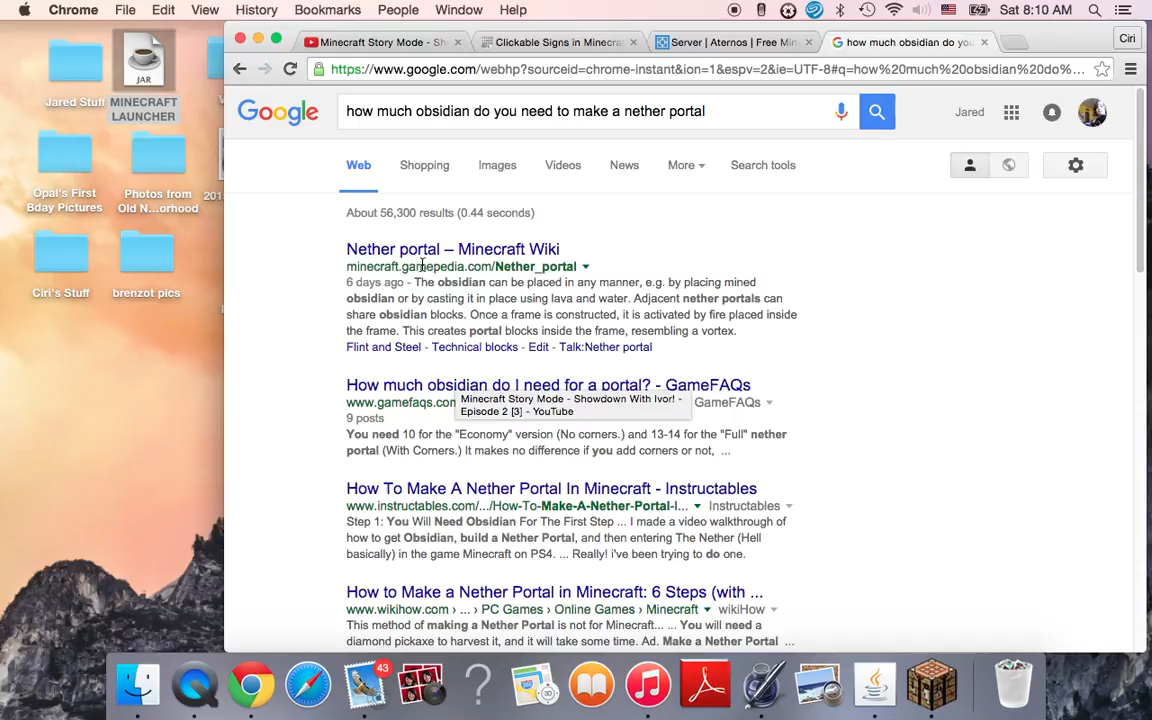 Chrome File Edit View History Bookmarks People Window Help Sat 8:10 AM
Minecraft Story Mode - Sh
Clickable Signs in Minecra
Server | Aternos | Free Min
how much obsidian do you
Ciri
https://www.google.com/webhp?sourceid=chrome-instant&ion=1&espv=2&ie=UTF-8#q=how%20much%20obsidian%20do%...
Google
how much obsidian do you need to make a nether portal
Jared
Web Shopping Images Videos News More Search tools
About 56,300 results (0.44 seconds)
Nether portal – Minecraft Wiki
minecraft.gamepedia.com/Nether_portal
6 days ago - The obsidian can be placed in any manner, e.g. by placing mined
obsidian or by casting it in place using lava and water. Adjacent nether portals can
share obsidian blocks. Once a frame is constructed, it is activated by fire placed inside
the frame. This creates portal blocks inside the frame, resembling a vortex.
Flint and Steel - Technical blocks - Edit - Talk:Nether portal
How much obsidian do I need for a portal? - GameFAQs
www.gamefaqs.com GameFAQs
Minecraft Story Mode - Showdown With Ivor! -
Episode 2 [3] - YouTube
9 posts
You need 10 for the "Economy" version (No corners.) and 13-14 for the "Full" nether
portal (With Corners.) It makes no difference if you add corners or not, ...
How To Make A Nether Portal In Minecraft - Instructables
www.instructables.com/.../How-To-Make-A-Nether-Portal-I... Instructables
Step 1: You Will Need Obsidian For The First Step ... I made a video walkthrough of
how to get Obsidian, build a Nether Portal, and then entering The Nether (Hell
basically) in the game Minecraft on PS4. ... Really! i've been trying to do one.
How to Make a Nether Portal in Minecraft: 6 Steps (with ...
www.wikihow.com › ... › PC Games › Online Games › Minecraft wikiHow
This method of making a Nether Portal is not for Minecraft... You will need a
diamond pickaxe to harvest it, and it will take some time. Ad. Make a Nether Portal ...
JAR
Jared Stuff
MINECRAFT
LAUNCHER
Opal's First
Bday Pictures
Photos from
Old N...orhood
201
Ciri's Stuff
brenzot pics
43
3D